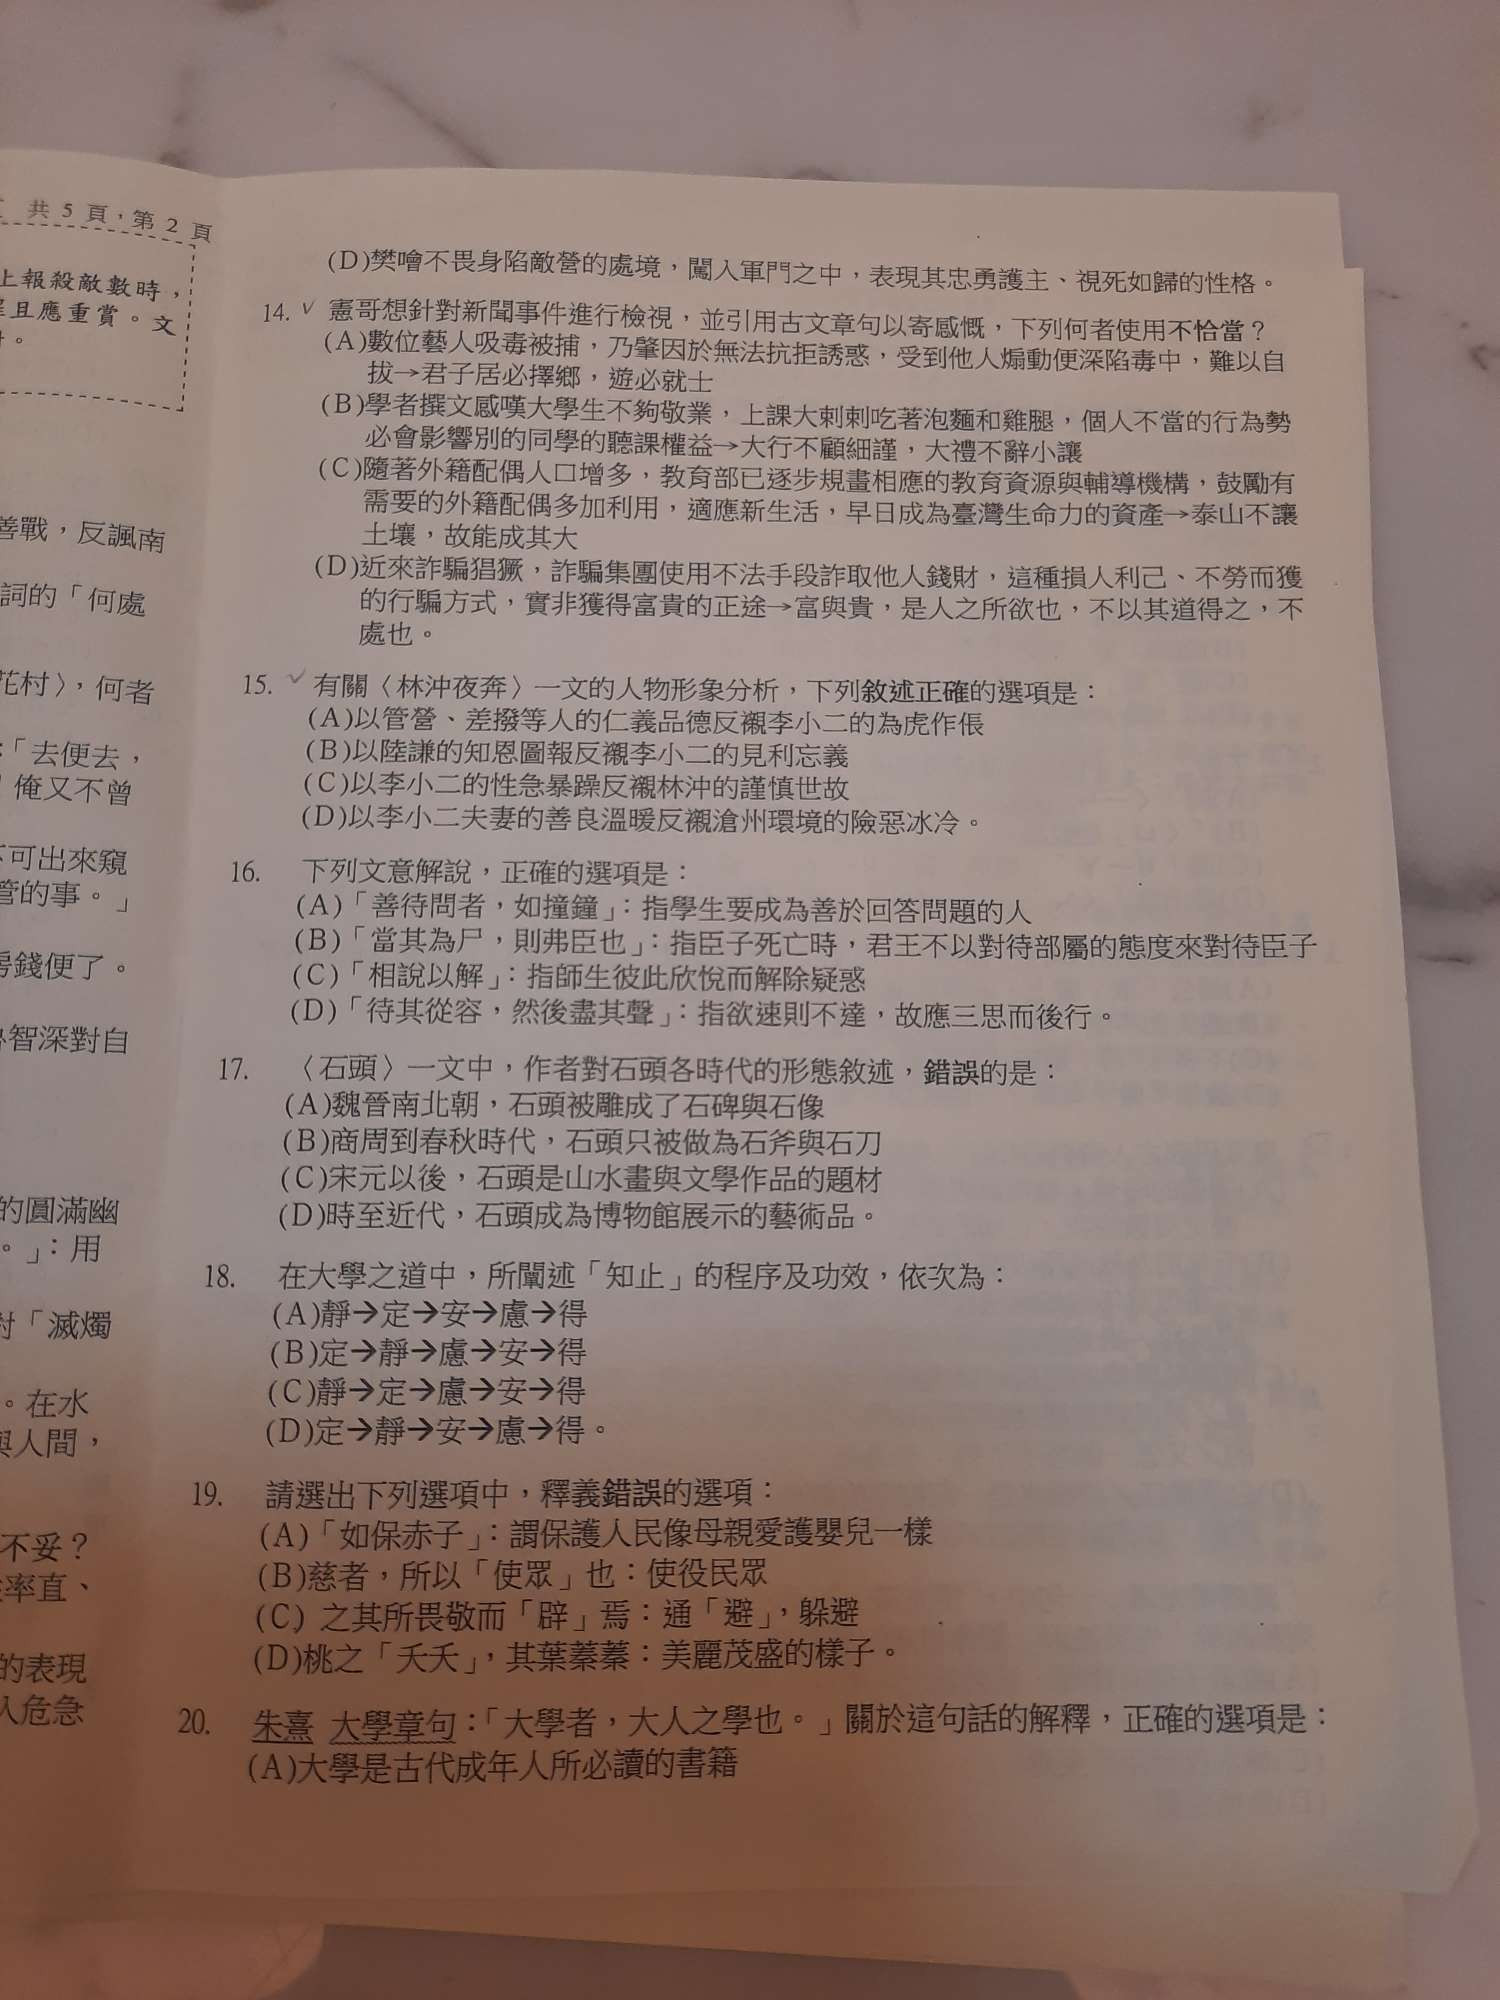 共 5 頁,第 2 頁
上報殺敵數時,
且應重賞。文
善戰,反諷南
詞的「何處
花村〉,何者
:「去便去,
俺又不曾
可出來窺
管的事。」
房錢便了。
魯智深對自
的圓滿幽
。」:用
對「滅燭
。在水
與人間,
不妥?
率直、
的表現
人危急
(D)樊噲不畏身陷敵營的處境,闖入軍門之中,表現其忠勇護主、視死如歸的性格。
14. ✓ 憲哥想針對新聞事件進行檢視,並引用古文章句以寄感慨,下列何者使用不恰當?
(A)數位藝人吸毒被捕,乃肇因於無法抗拒誘惑,受到他人煽動便深陷毒中,難以自
拔→君子居必擇鄉,遊必就士
(B)學者撰文感嘆大學生不夠敬業,上課大剌剌吃著泡麵和雞腿,個人不當的行為勢
必會影響別的同學的聽課權益→大行不顧細謹,大禮不辭小讓
(C)隨著外籍配偶人口增多,教育部已逐步規畫相應的教育資源與輔導機構,鼓勵有
需要的外籍配偶多加利用,適應新生活,早日成為臺灣生命力的資產→泰山不讓
土壤,故能成其大
(D)近來詐騙猖獗,詐騙集團使用不法手段詐取他人錢財,這種損人利己、不勞而獲
的行騙方式,實非獲得富貴的正途→富與貴,是人之所欲也,不以其道得之,不
處也。
15. ✓ 有關〈林沖夜奔〉一文的人物形象分析,下列敘述正確的選項是:
(A)以管營、差撥等人的仁義品德反襯李小二的為虎作倀
(B)以陸謙的知恩圖報反襯李小二的見利忘義
(C)以李小二的性急暴躁反襯林沖的謹慎世故
(D)以李小二夫妻的善良溫暖反襯滄州環境的險惡冰冷。
16. 下列文意解說,正確的選項是:
(A)「善待問者,如撞鐘」:指學生要成為善於回答問題的人
(B)「當其為尸,則弗臣也」:指臣子死亡時,君王不以對待部屬的態度來對待臣子
(C)「相說以解」:指師生彼此欣悅而解除疑惑
(D)「待其從容,然後盡其聲」:指欲速則不達,故應三思而後行。
17. 〈石頭〉一文中,作者對石頭各時代的形態敘述,錯誤的是:
(A)魏晉南北朝,石頭被雕成了石碑與石像
(B)商周到春秋時代,石頭只被做為石斧與石刀
(C)宋元以後,石頭是山水畫與文學作品的題材
(D)時至近代,石頭成為博物館展示的藝術品。
18. 在大學之道中,所闡述「知止」的程序及功效,依次為:
(A)靜→定→安→慮→得
(B)定→靜→慮→安→得
(C)靜→定→慮→安→得
(D)定→靜→安→慮→得。
19. 請選出下列選項中,釋義錯誤的選項:
(A)「如保赤子」:謂保護人民像母親愛護嬰兒一樣
(B)慈者,所以「使眾」也:使役民眾
(C) 之其所畏敬而「辟」焉:通「避」,躲避
(D)桃之「夭夭」,其葉蓁蓁:美麗茂盛的樣子。
20. 朱熹 大學章句:「大學者,大人之學也。」關於這句話的解釋,正確的選項是:
(A)大學是古代成年人所必讀的書籍